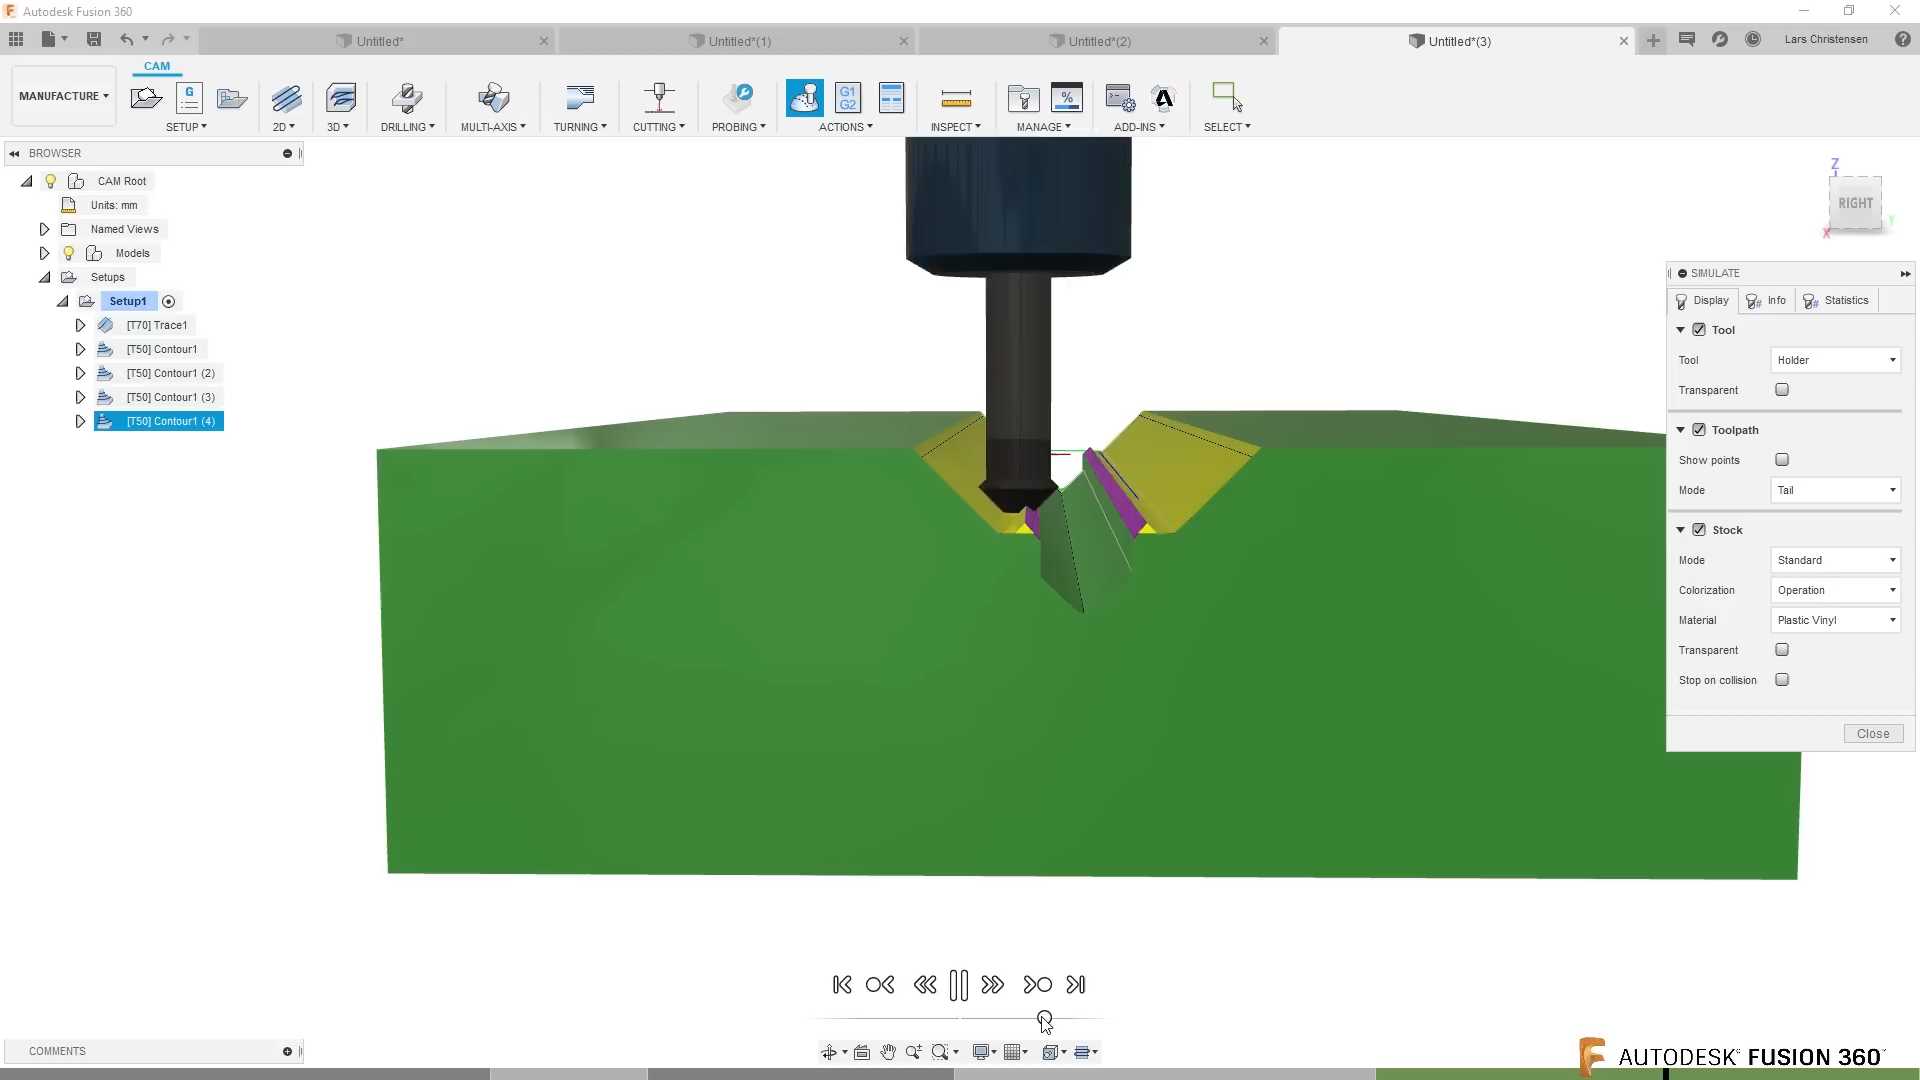 Autodesk Fusion 360
Untitled*
Untitled*(1)
Untitled*(2)
Untitled*(3)
Lars Christensen
CAM
MANUFACTURE
G
G1
G2
%
SETUP
2D
3D
DRILLING
MULTI-AXIS
TURNING
CUTTING
PROBING
ACTIONS
INSPECT
MANAGE
ADD-INS
SELECT
BROWSER
CAM Root
Units: mm
Named Views
Models
Setups
Setup1
[T70] Trace1
[T50] Contour1
[T50] Contour1 (2)
[T50] Contour1 (3)
[T50] Contour1 (4)
Z
RIGHT
Y
X
SIMULATE
Display
Info
Statistics
Tool
Tool Holder
Transparent
Toolpath
Show points
Mode Tail
Stock
Mode Standard
Colorization Operation
Material Plastic Vinyl
Transparent
Stop on collision
Close
COMMENTS
AUTODESK® FUSION 360™